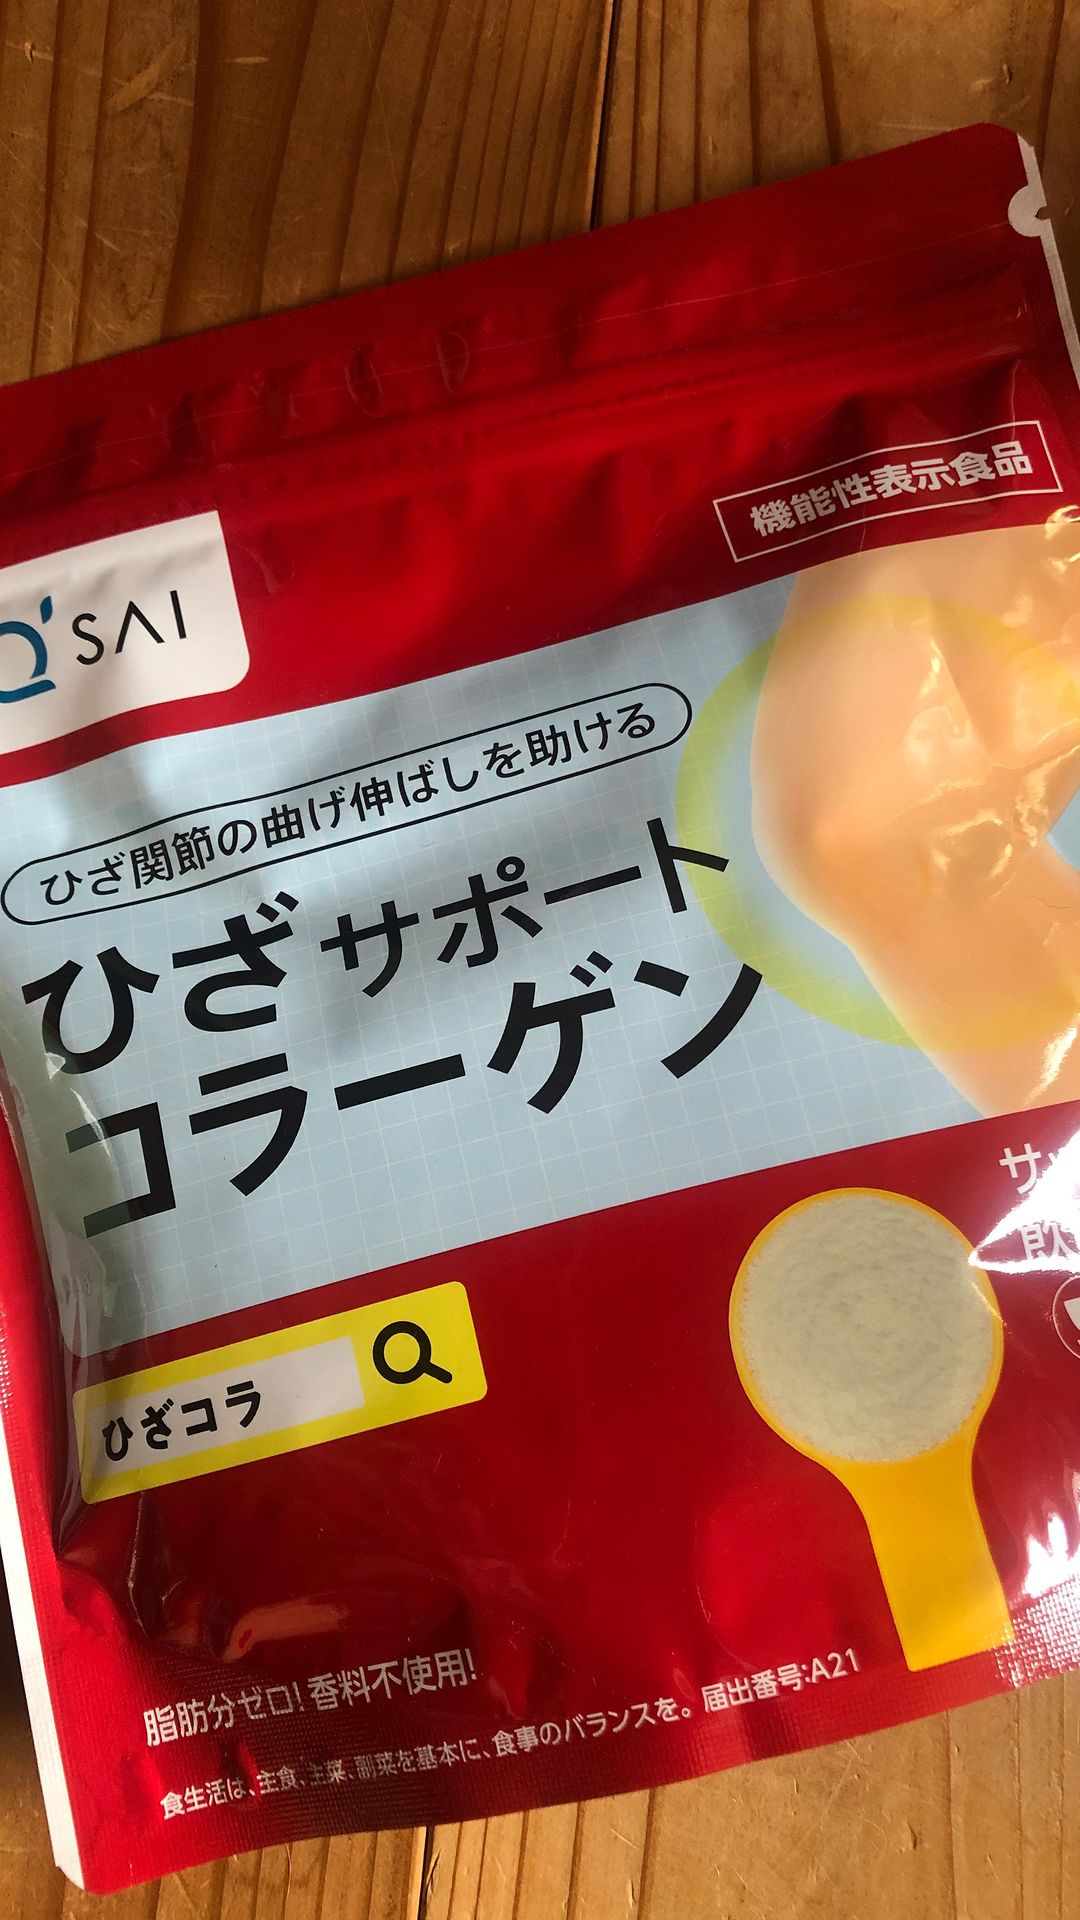 機能性表示食品
Q'SAI
ひざ関節の曲げ伸ばしを助ける
ひざサポート
コラーゲン
ひざコラ
脂肪分ゼロ!香料不使用!
食生活は、主食、主菜、副菜を基本に、食事のバランスを。届出番号:A21